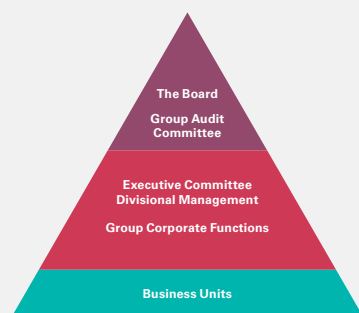 The Board
Group Audit
Committee
Executive Committee
Divisional Management
Group Corporate Functions
Business Units